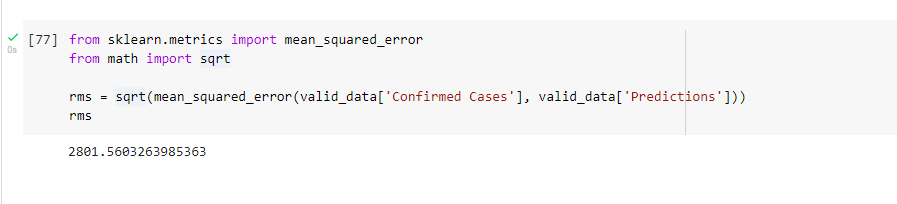 [77] from sklearn.metrics import mean_squared_error
0s
from math import sqrt
rms = sqrt(mean_squared_error(valid_data['Confirmed Cases'], valid_data['Predictions']))
rms
2801.5603263985363